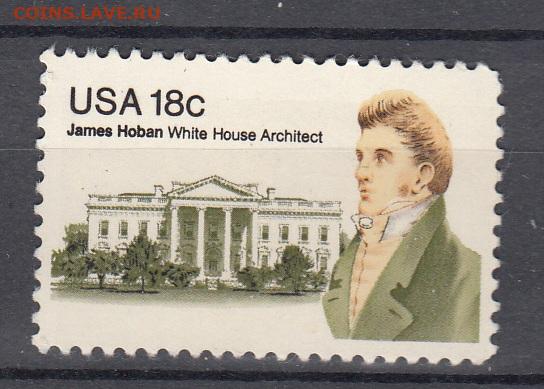 COINS.LAVE.RU
USA 18c
James Hoban White House Architect